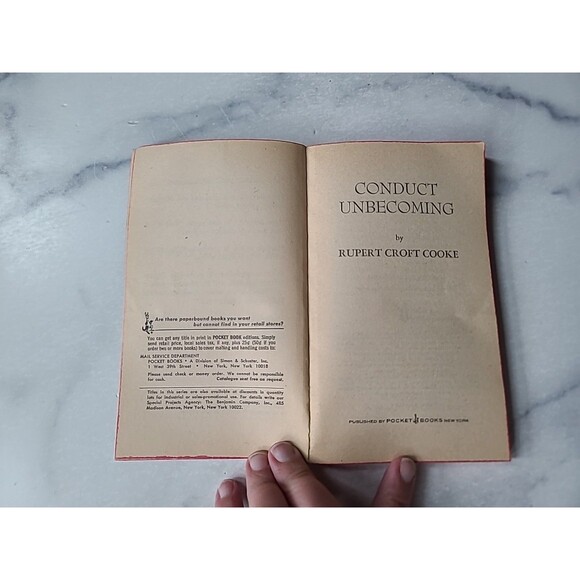 Are there paperbound books you want
but cannot find in your retail stores?
You can get any title in print in POCKET BOOK editions. Simply
send retail price, local sales tax, if any, plus 25¢ (10¢ if you
order two or more books) to cover mailing and handling costs to:
MAIL SERVICE DEPARTMENT
POCKET BOOKS • A Division of Simon & Schuster, Inc.
1 West 39th Street • New York, New York 10018
Please send check or money order. We cannot be responsible
for cash. Catalogue sent free on request.
Titles in this series are also available at discounts in quantity
lots for industrial or sales-promotional use. For details write our
Special Projects Agency: The Benjamin Company, Inc., 485
Madison Avenue, New York, New York 10022.
CONDUCT
UNBECOMING
by
RUPERT CROFT COOKE
PUBLISHED BY POCKET BOOKS NEW YORK